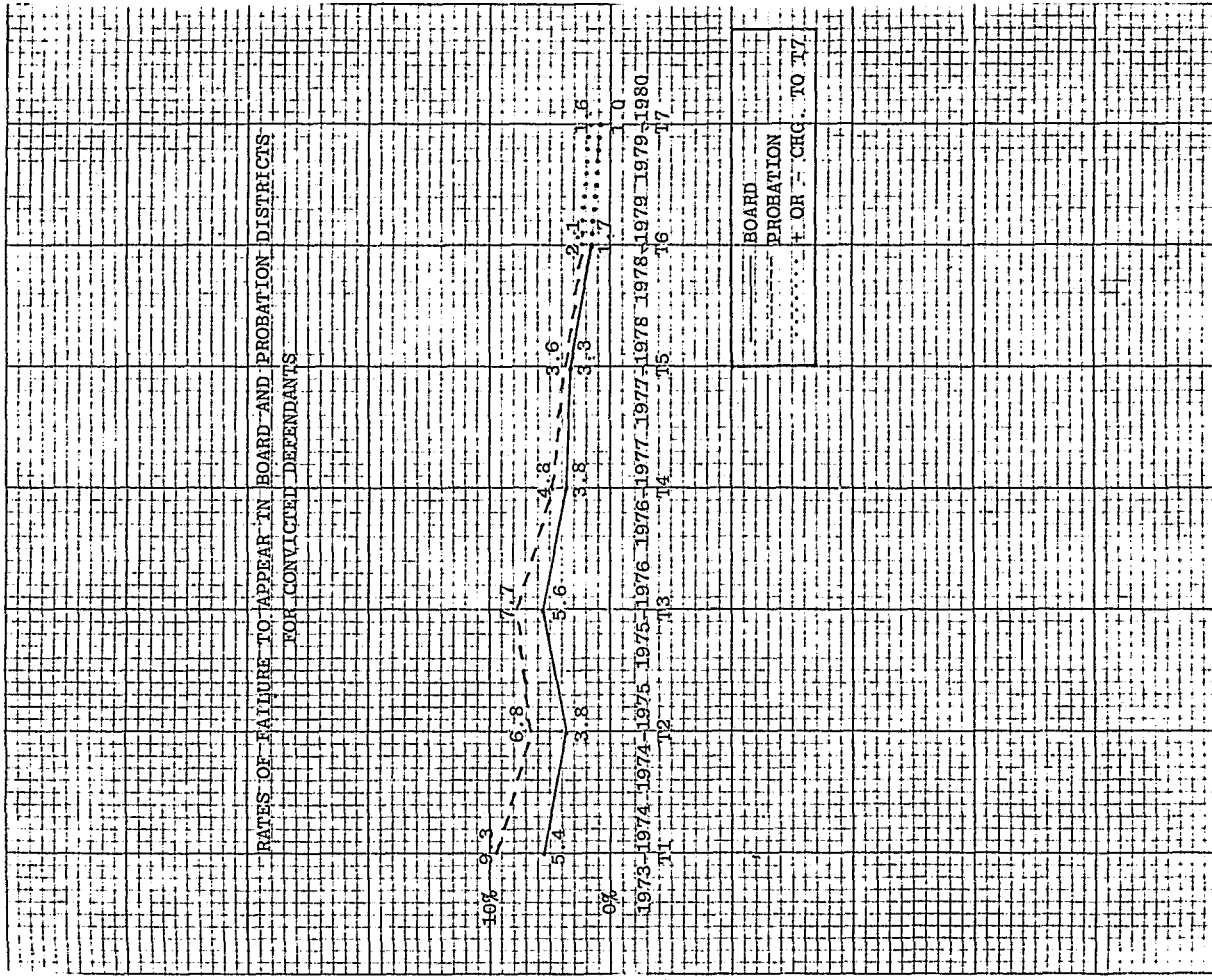 RATES OF FAILURE TO APPEAR IN BOARD AND PROBATION DISTRICTS
FOR CONVICTED DEFENDANTS
10%
9.3
6.8
7.7
4.8
3.6
2.1
1.6
5.4
3.8
5.6
3.8
3.3
1.7
1.0
0%
1973-1974 1974-1975 1975-1976 1976-1977 1977-1978 1978-1979 1979-1980
T1 T2 T3 T4 T5 T6 T7
BOARD
PROBATION
+ OR - CHG. TO T7